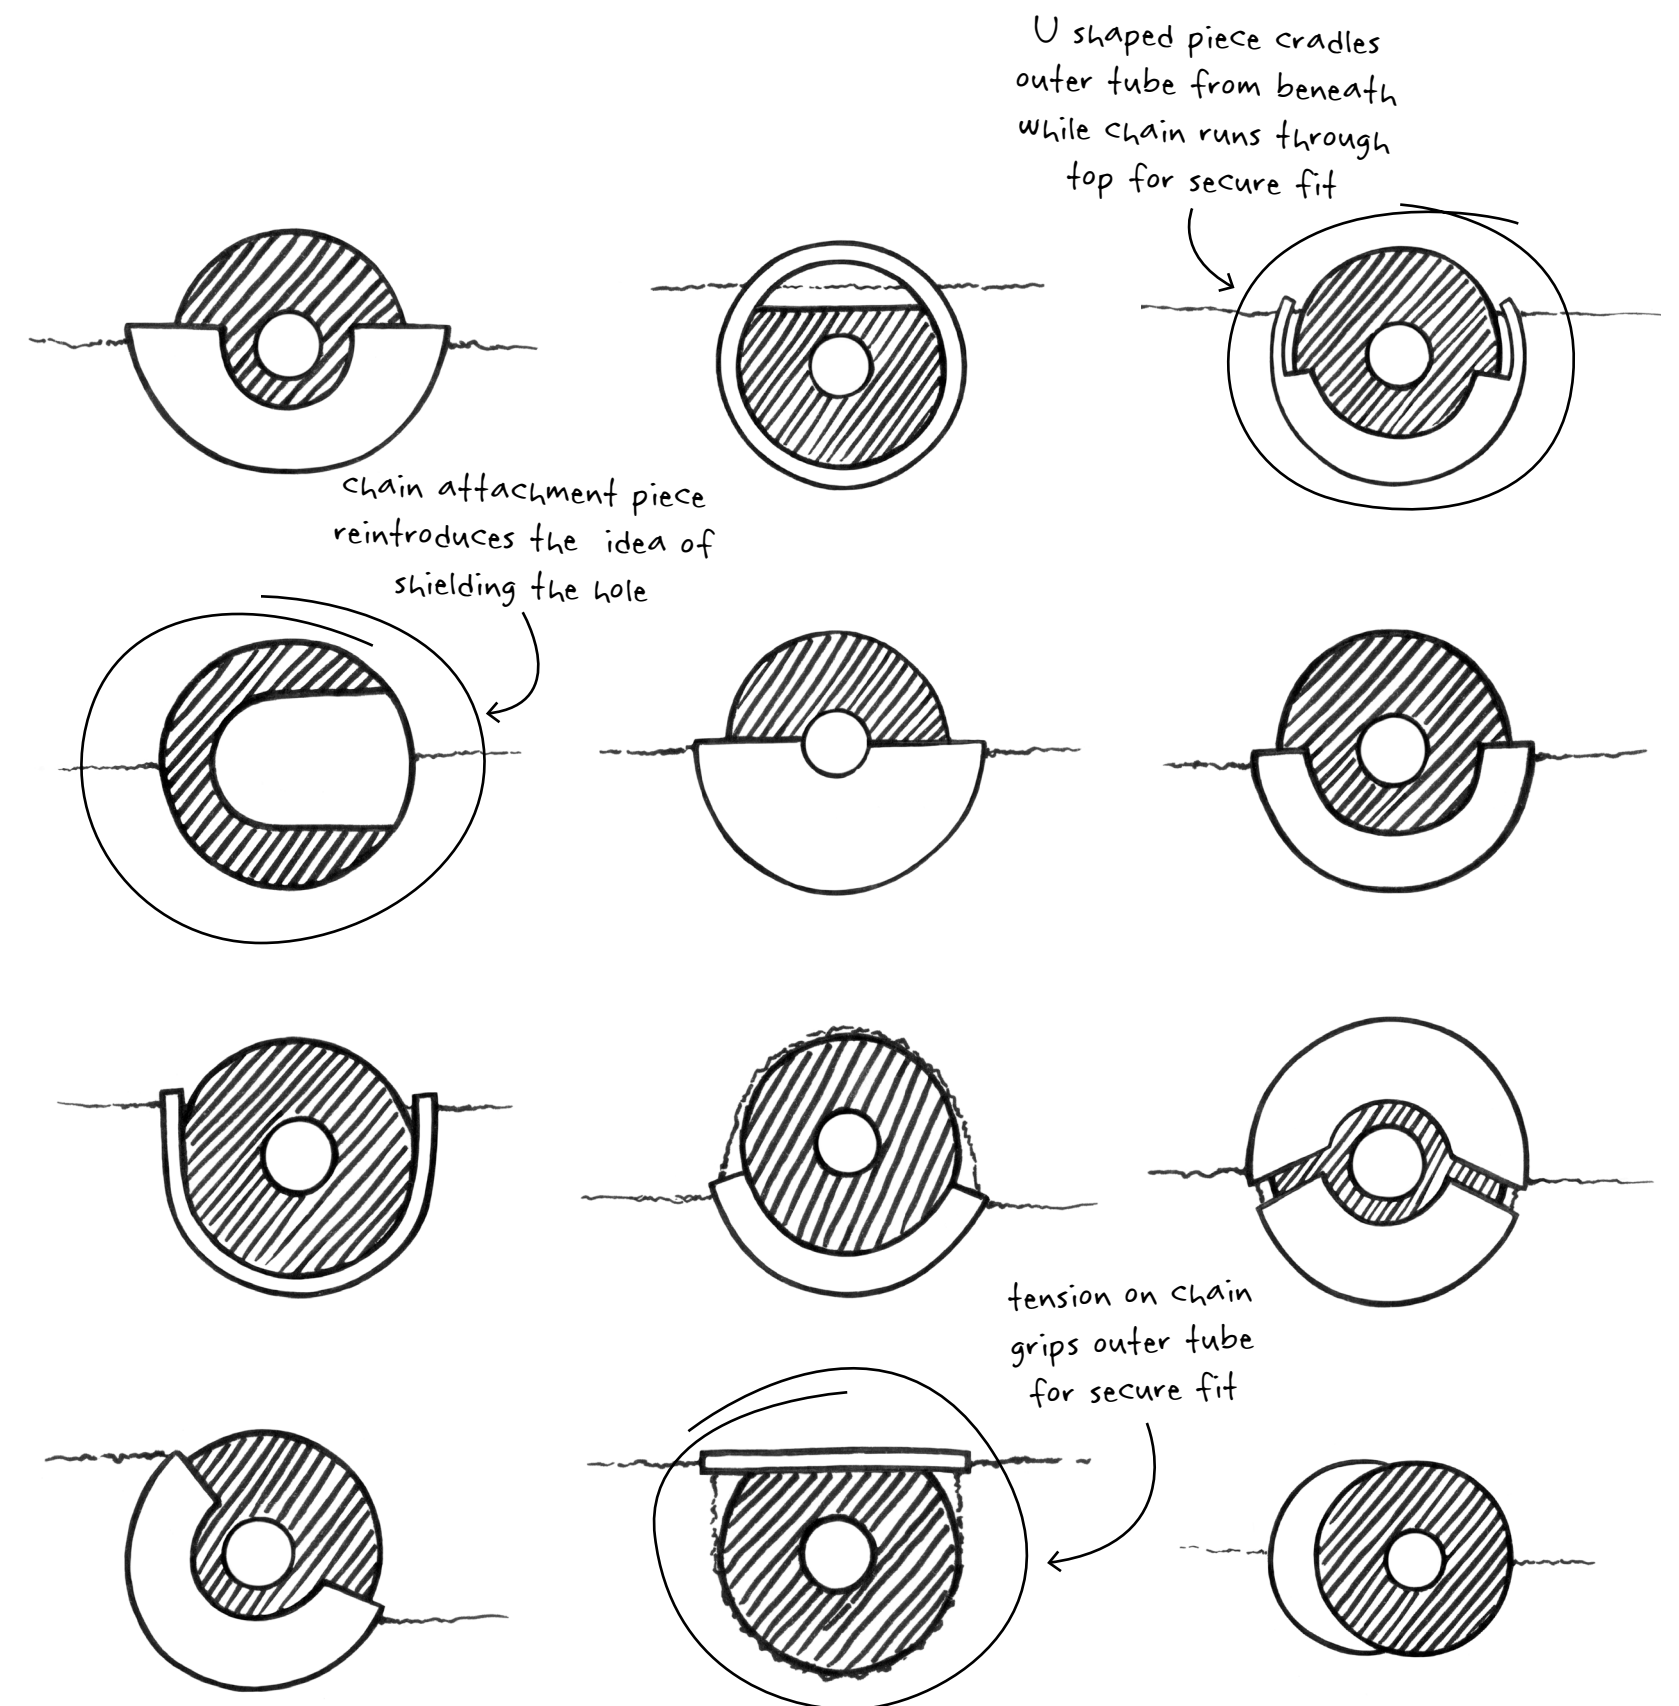 U shaped piece cradles
outer tube from beneath
while chain runs through
top for secure fit
chain attachment piece
reintroduces the idea of
shielding the hole
tension on chain
grips outer tube
for secure fit